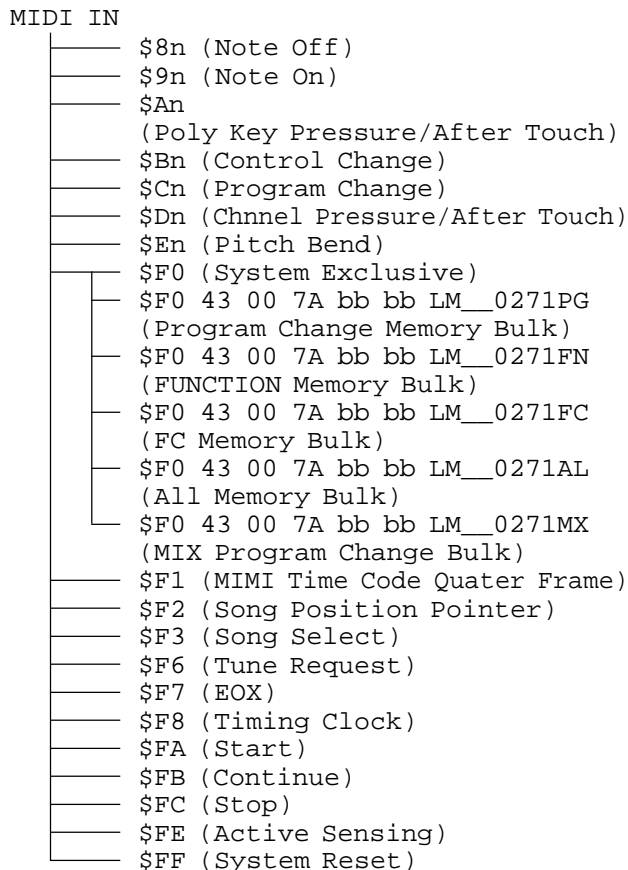 MIDI IN
$8n (Note Off)
$9n (Note On)
$An
(Poly Key Pressure/After Touch)
$Bn (Control Change)
$Cn (Program Change)
$Dn (Chnnel Pressure/After Touch)
$En (Pitch Bend)
$F0 (System Exclusive)
$F0 43 00 7A bb bb LM__0271PG
(Program Change Memory Bulk)
$F0 43 00 7A bb bb LM__0271FN
(FUNCTION Memory Bulk)
$F0 43 00 7A bb bb LM__0271FC
(FC Memory Bulk)
$F0 43 00 7A bb bb LM__0271AL
(All Memory Bulk)
$F0 43 00 7A bb bb LM__0271MX
(MIX Program Change Bulk)
$F1 (MIMI Time Code Quater Frame)
$F2 (Song Position Pointer)
$F3 (Song Select)
$F6 (Tune Request)
$F7 (EOX)
$F8 (Timing Clock)
$FA (Start)
$FB (Continue)
$FC (Stop)
$FE (Active Sensing)
$FF (System Reset)